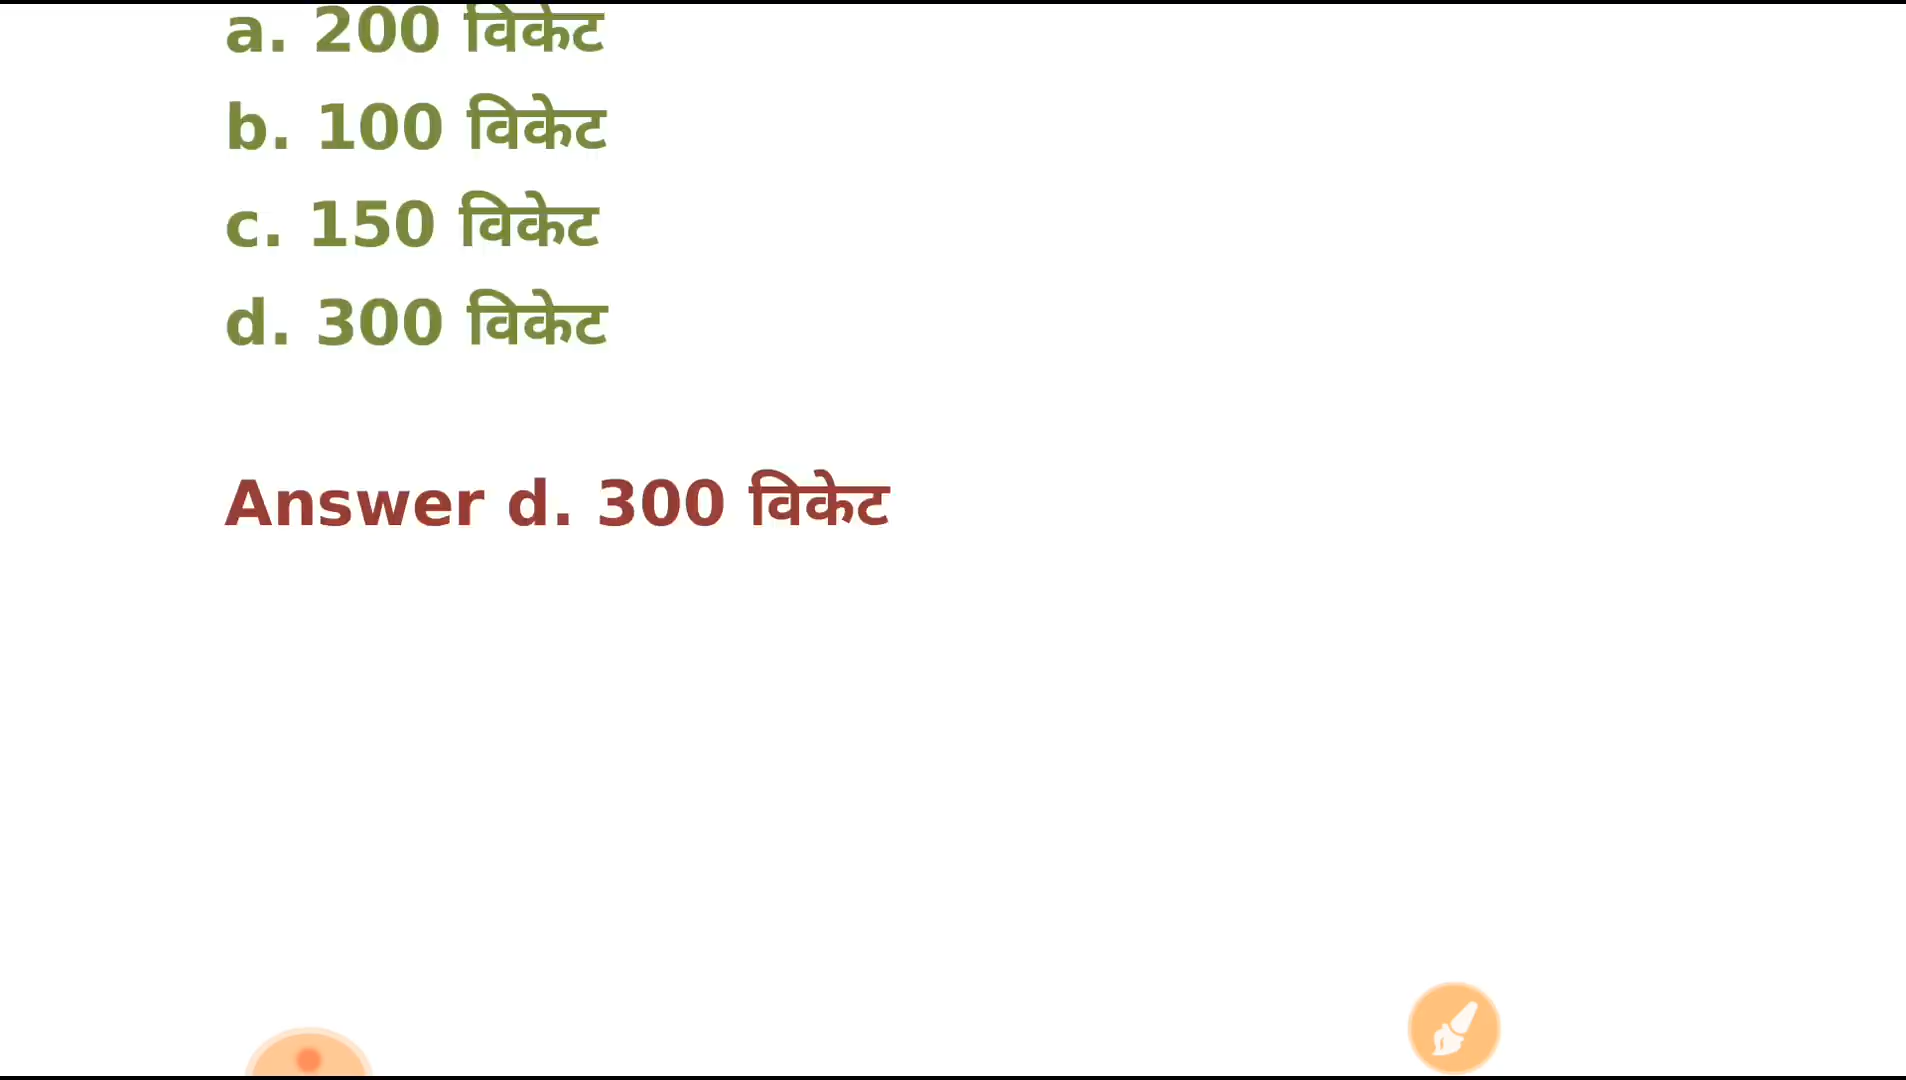 a. 200 विकेट
b. 100 विकेट
c. 150 विकेट
d. 300 विकेट
Answer d. 300 विकेट